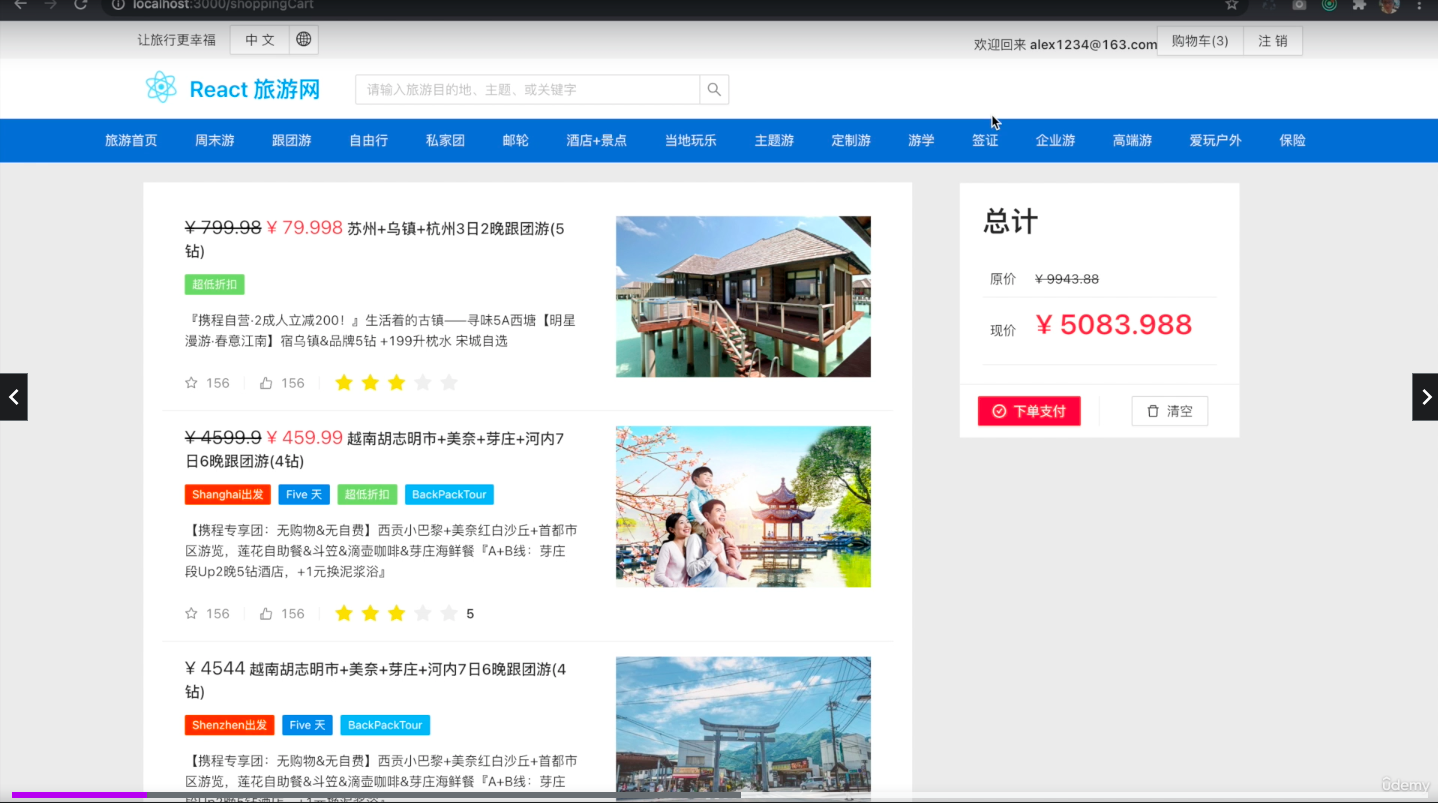 localhost:3000/shoppingCart
让旅行更幸福 中 文 欢迎回来 alex1234@163.com 购物车(3) 注 销
React 旅游网 请输入旅游目的地、主题、或关键字
旅游首页 周末游 跟团游 自由行 私家团 邮轮 酒店+景点 当地玩乐 主题游 定制游 游学 签证 企业游 高端游 爱玩户外 保险
¥ 799.98 ¥ 79.998 苏州+乌镇+杭州3日2晚跟团游(5
钻)
超低折扣
『携程自营·2成人立减200！』生活着的古镇——寻味5A西塘【明星
漫游·春意江南】宿乌镇&品牌5钻 +199升枕水 宋城自选
156 156
¥ 4599.9 ¥ 459.99 越南胡志明市+美奈+芽庄+河内7
日6晚跟团游(4钻)
Shanghai出发 Five 天 超低折扣 BackPackTour
【携程专享团：无购物&无自费】西贡小巴黎+美奈红白沙丘+首都市
区游览，莲花自助餐&斗笠&滴壶咖啡&芽庄海鲜餐『A+B线：芽庄
段Up2晚5钻酒店，+1元换泥浆浴』
156 156 5
¥ 4544 越南胡志明市+美奈+芽庄+河内7日6晚跟团游(4
钻)
Shenzhen出发 Five 天 BackPackTour
【携程专享团：无购物&无自费】西贡小巴黎+美奈红白沙丘+首都市
区游览，莲花自助餐&斗笠&滴壶咖啡&芽庄海鲜餐『A+B线：芽庄
总计
原价 ¥ 9943.88
现价 ¥ 5083.988
下单支付 清空
ûdemy